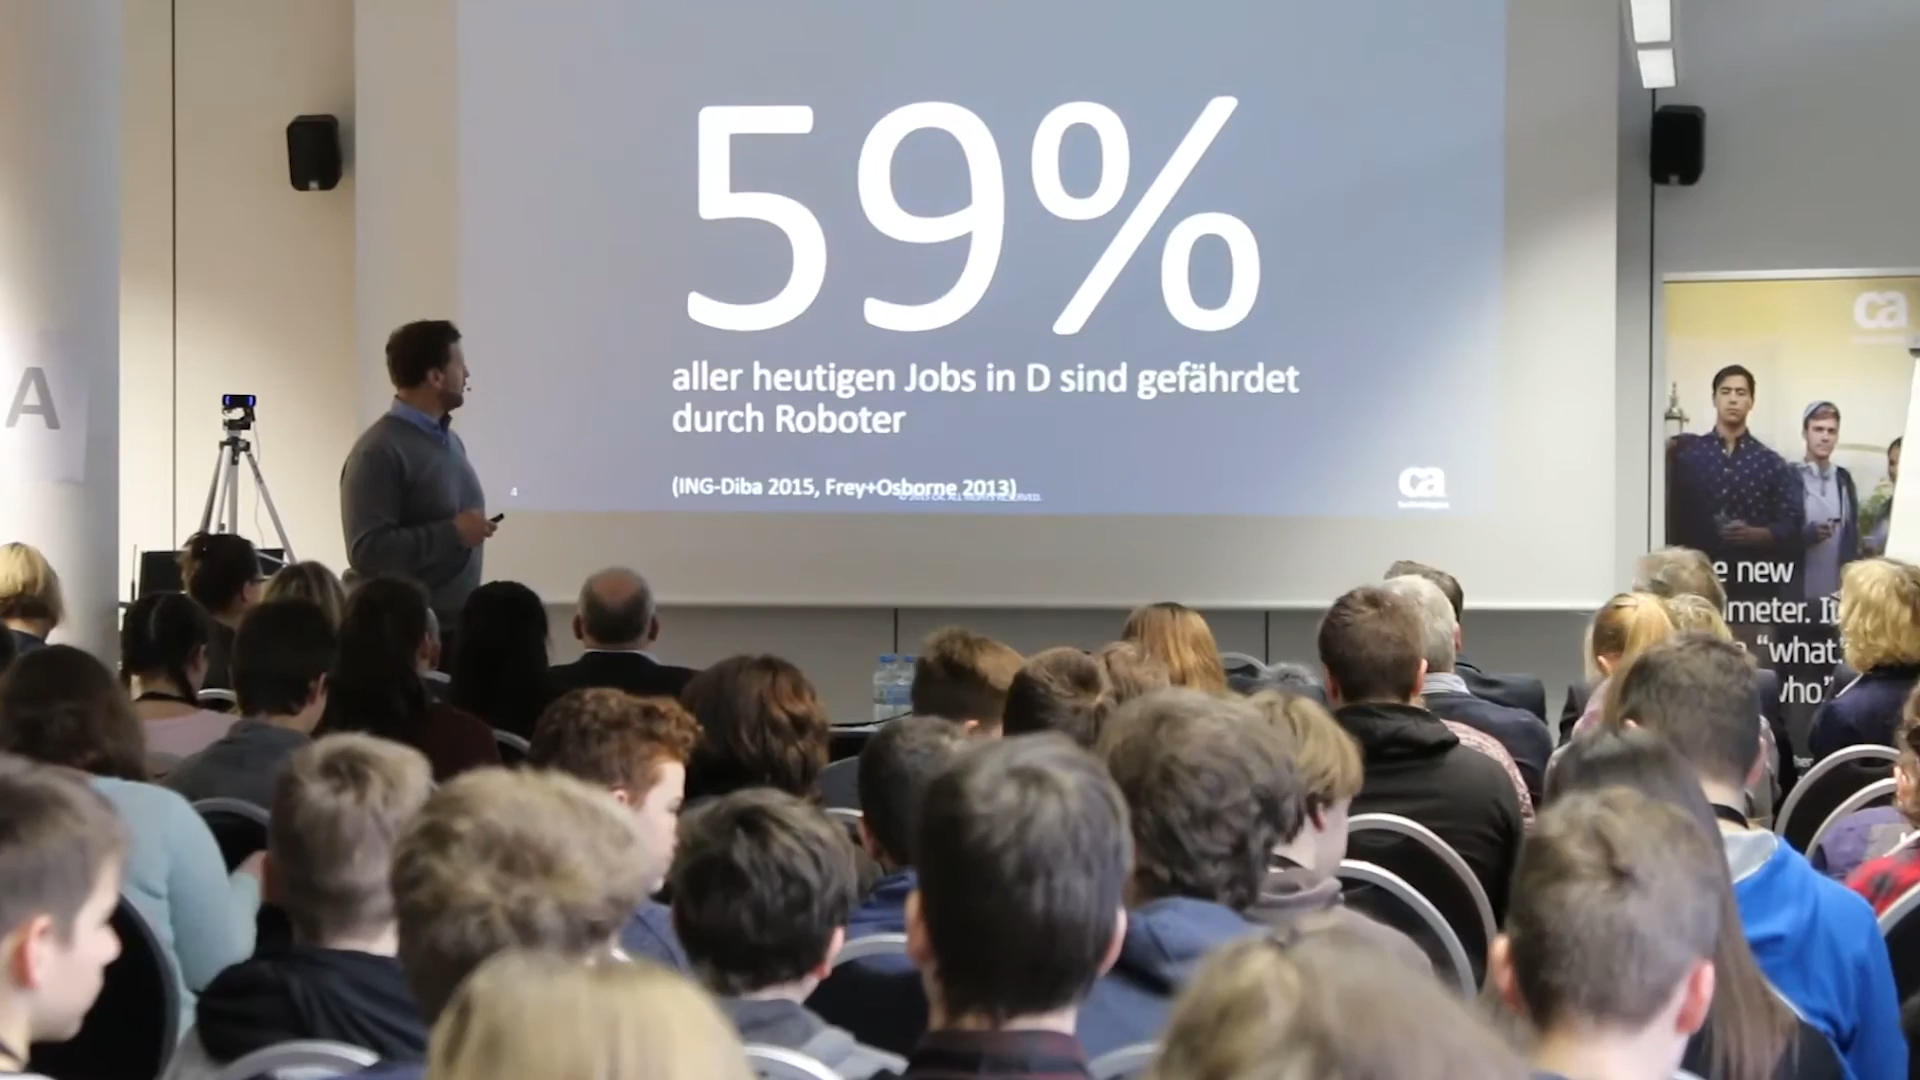 59%
aller heutigen Jobs in D sind gefährdet
durch Roboter
(ING-Diba 2015, Frey+Osborne 2013)
4
ca
A
ca
e new
meter. It
"what.
who"